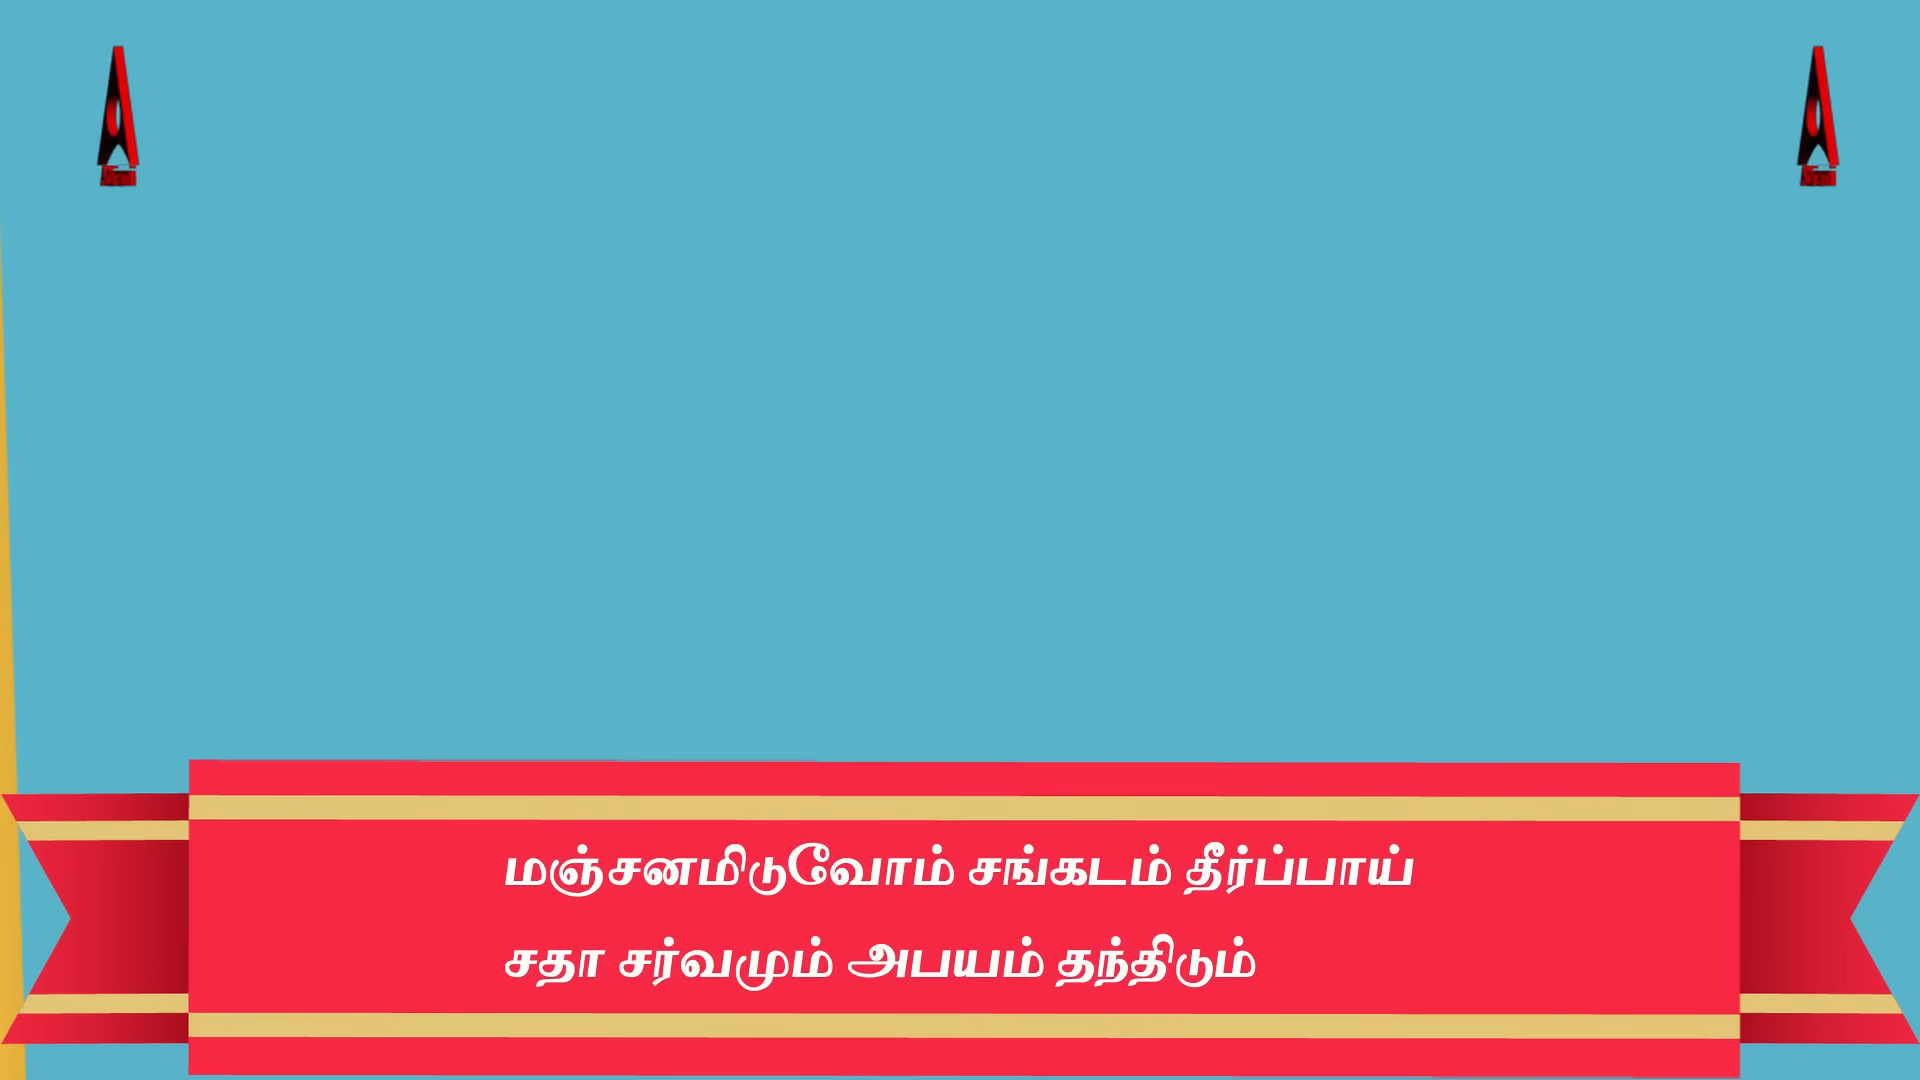 மஞ்சனமிடுவோம் சங்கடம் தீர்ப்பாய்
சதா சர்வமும் அபயம் தந்திடும்